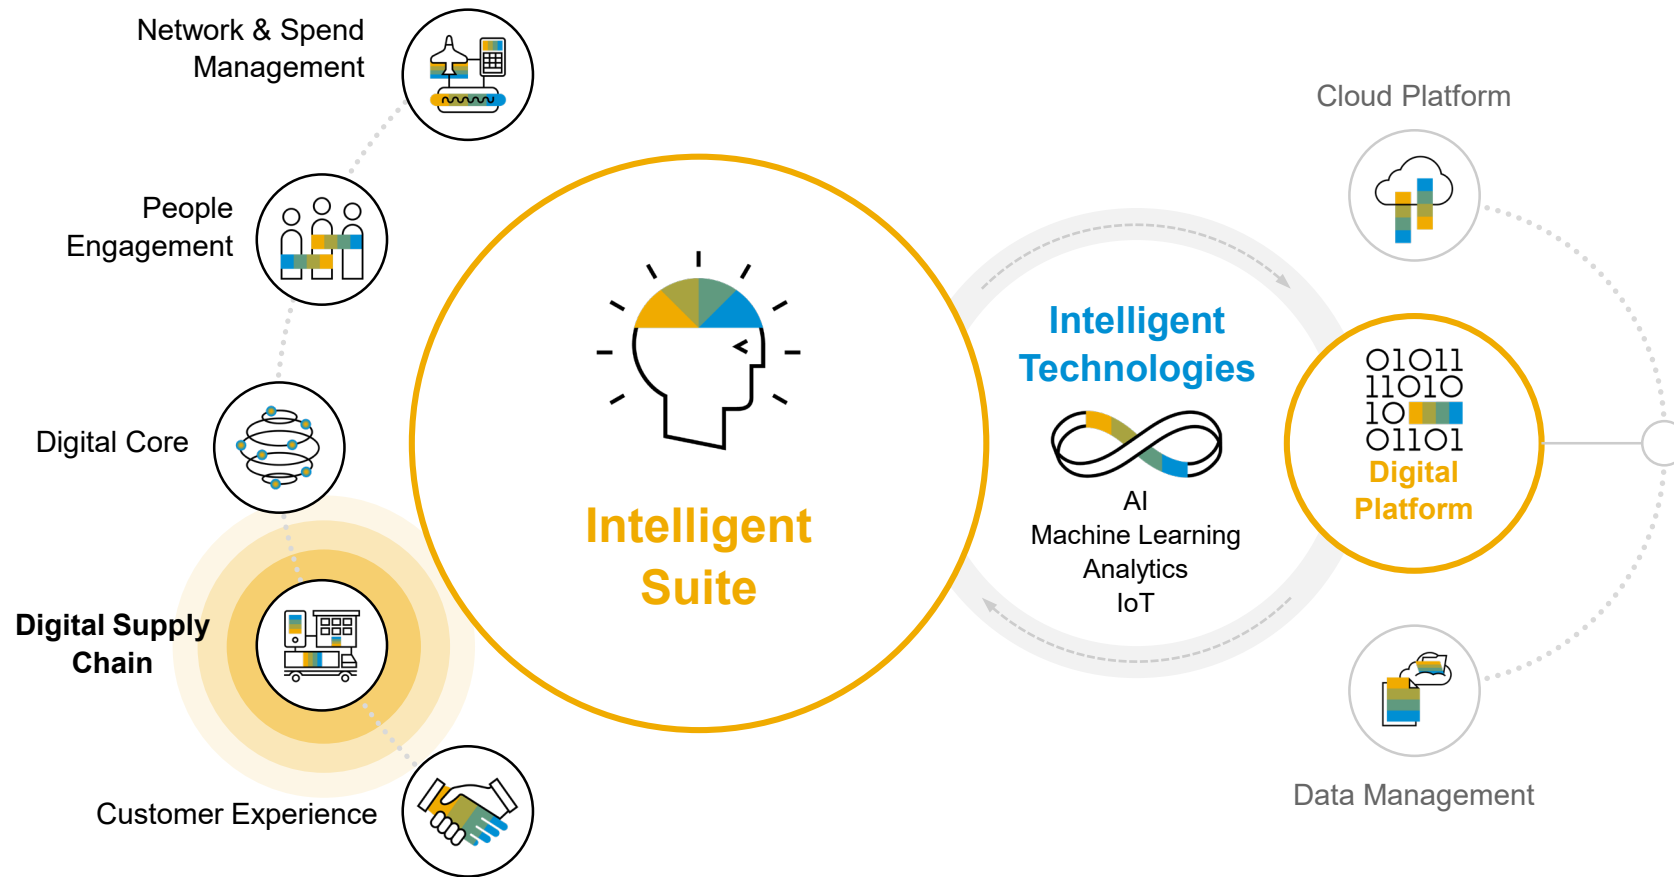 Network & Spend
Management
People
Engagement
Digital Core
Digital Supply
Chain
Customer Experience
Intelligent
Suite
Intelligent
Technologies
AI
Machine Learning
Analytics
IoT
Cloud Platform
01011
11010
10
01101
Digital
Platform
Data Management